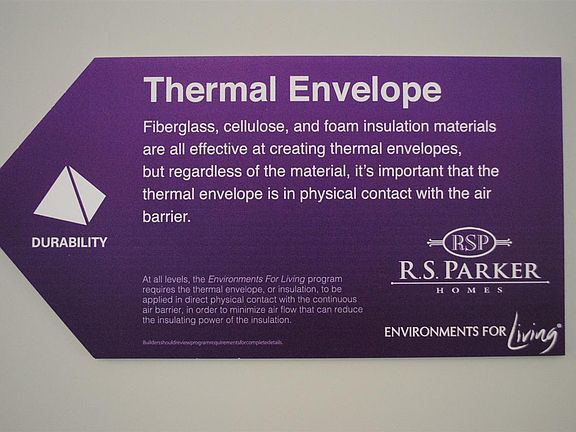 Thermal Envelope
Fiberglass, cellulose, and foam insulation materials
are all effective at creating thermal envelopes,
but regardless of the material, it's important that the
thermal envelope is in physical contact with the air
barrier.
DURABILITY
At all levels, the Environments For Living program
requires the thermal envelope, or insulation, to be
applied in direct physical contact with the continuous
air barrier, in order to minimize air flow that can reduce
the insulating power of the insulation.
Buildersshouldreviewprogramrequirementsforcompletedetails.
RSP
R.S. PARKER
HOMES
ENVIRONMENTS FOR Living®